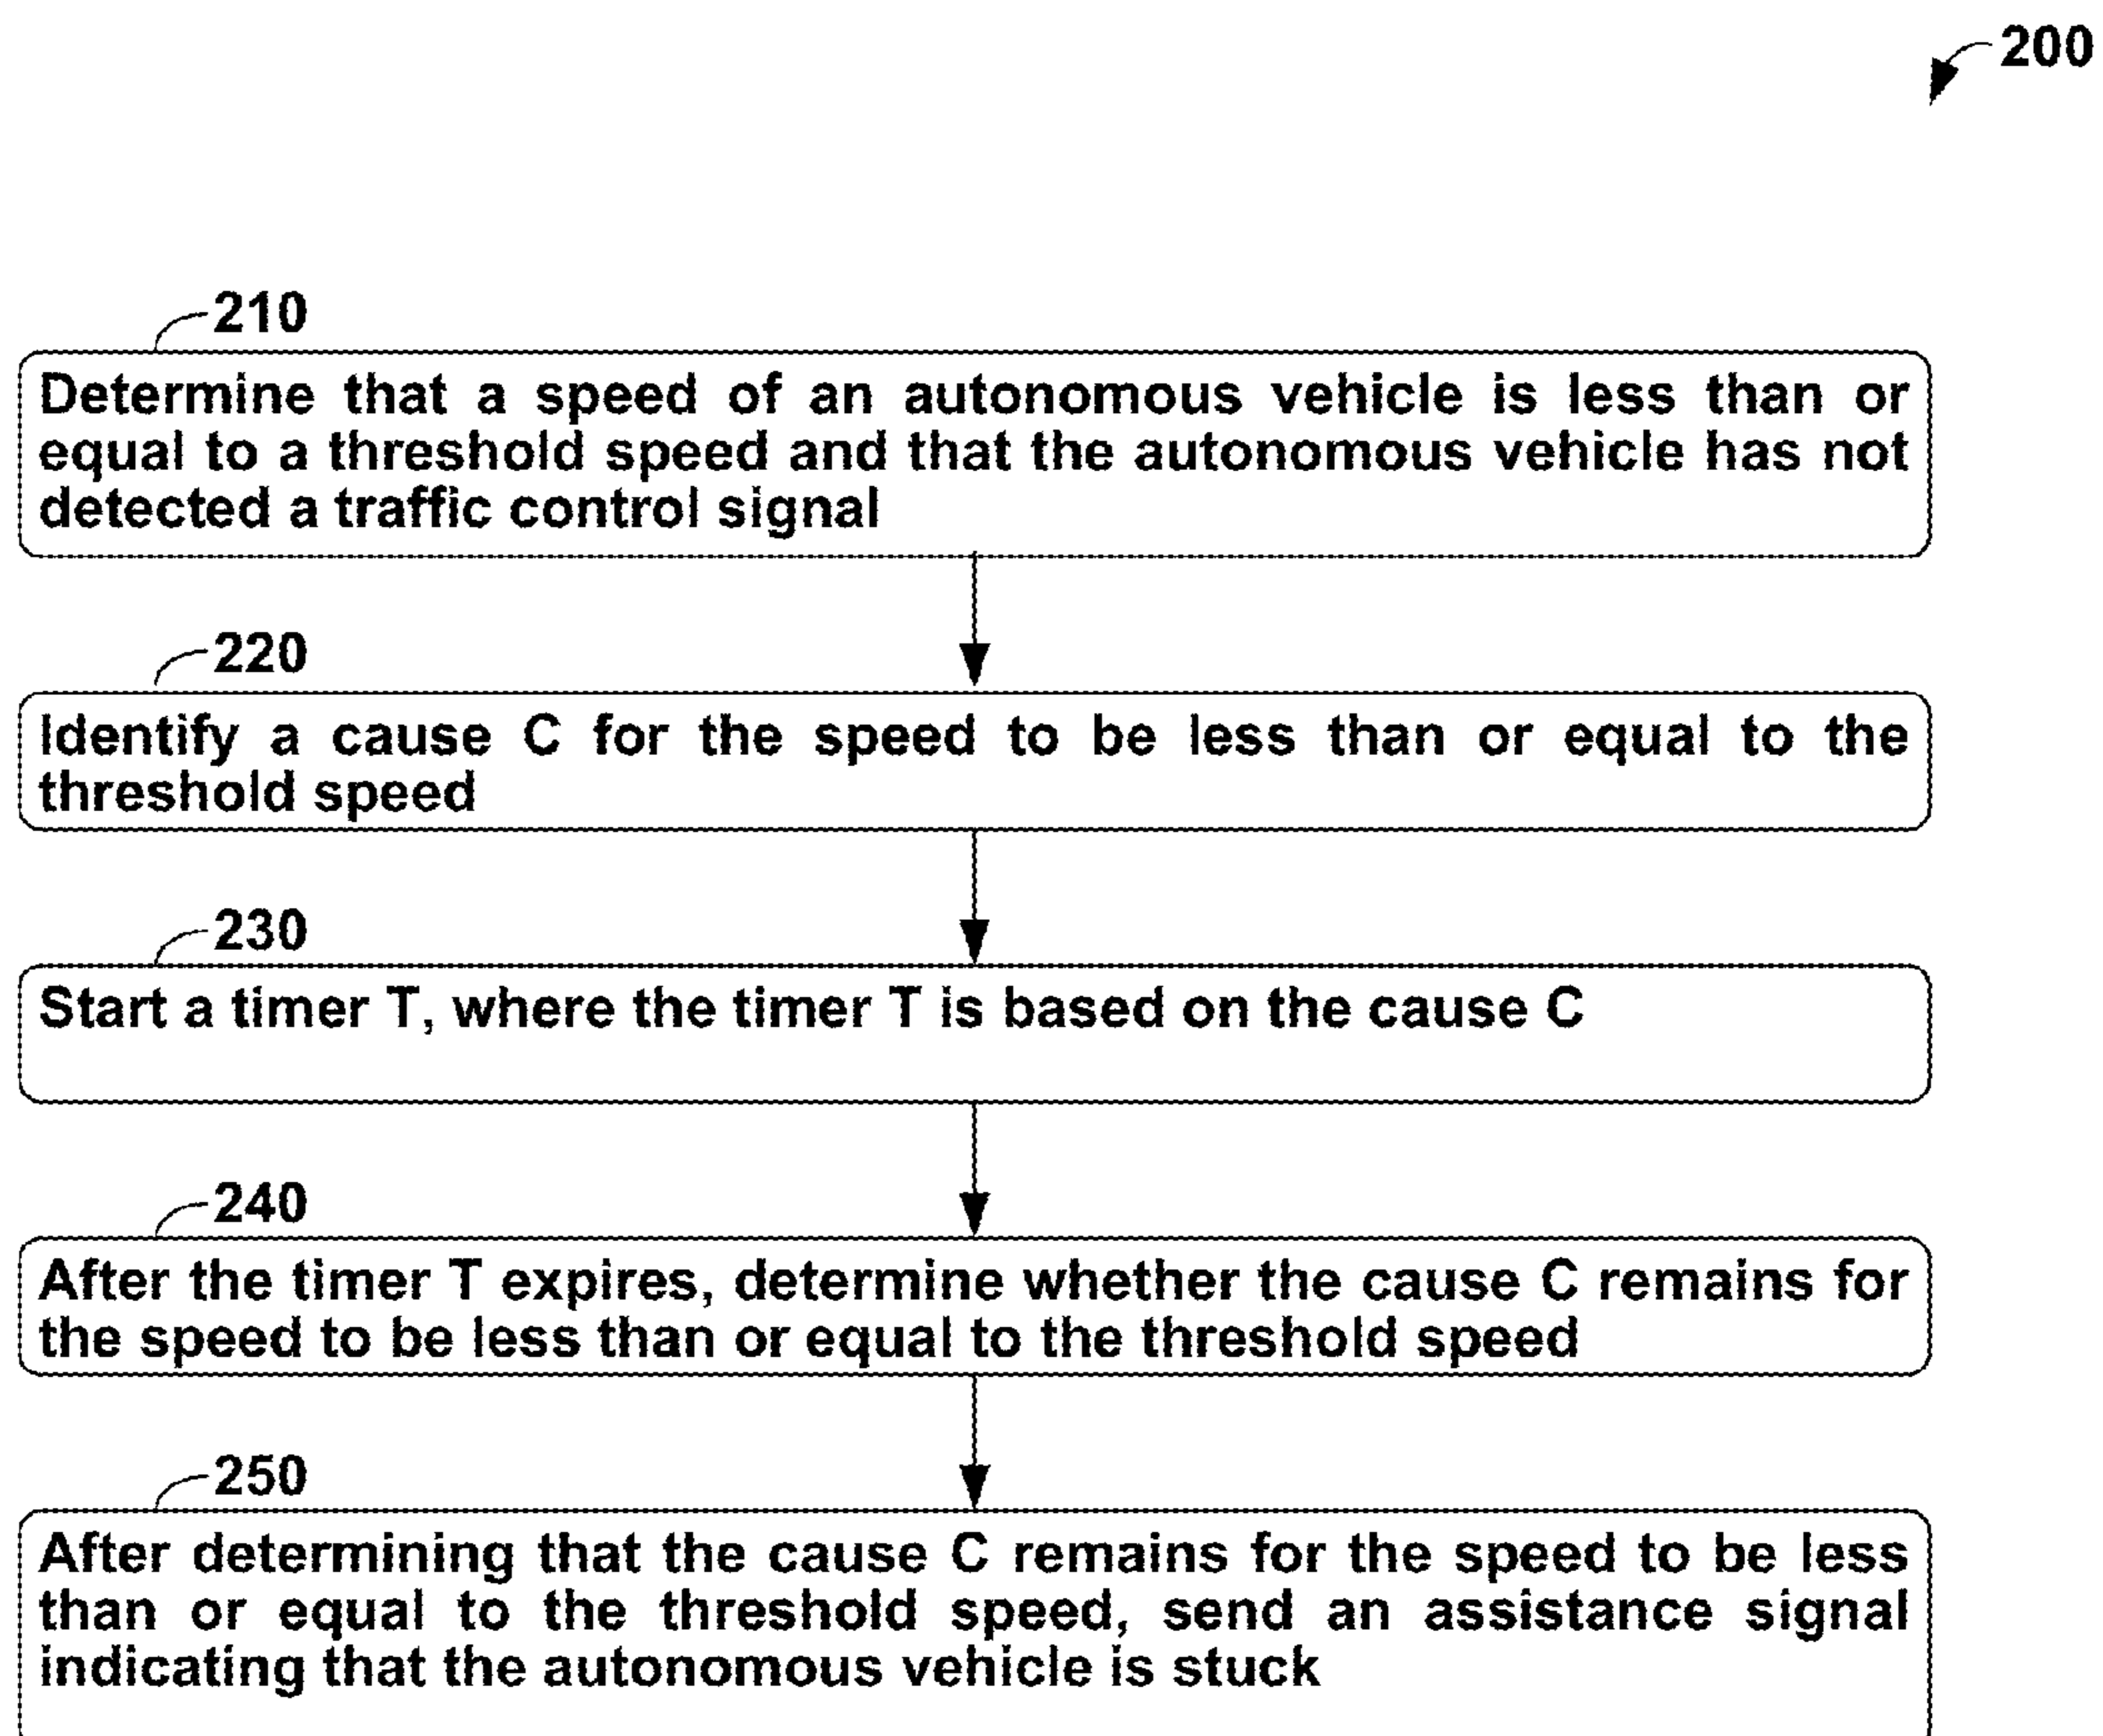 200
210
Determine that a speed of an autonomous vehicle is less than or
equal to a threshold speed and that the autonomous vehicle has not
detected a traffic control signal
220
Identify a cause C for the speed to be less than or equal to the
threshold speed
230
Start a timer T, where the timer T is based on the cause C
240
After the timer T expires, determine whether the cause C remains for
the speed to be less than or equal to the threshold speed
250
After determining that the cause C remains for the speed to be less
than or equal to the threshold speed, send an assistance signal
indicating that the autonomous vehicle is stuck